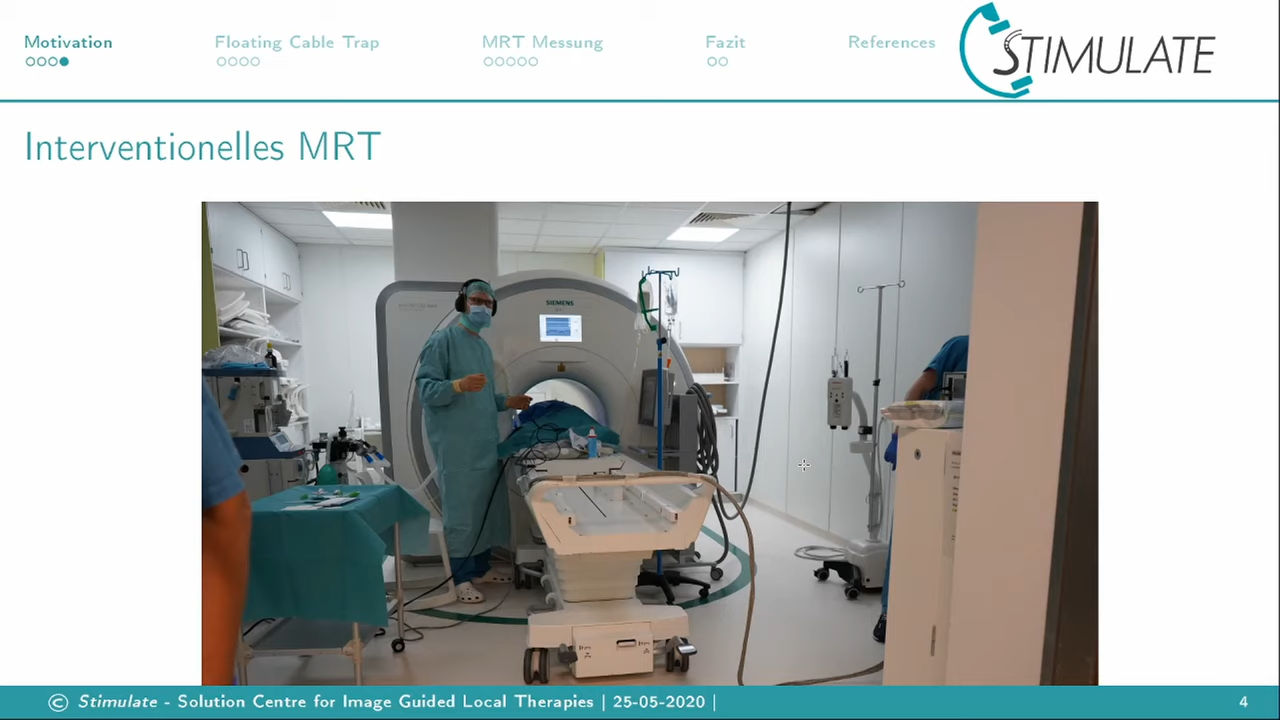 Motivation
Floating Cable Trap
MRT Messung
Fazit
References
STIMULATE
Interventionelles MRT
SIEMENS
© Stimulate - Solution Centre for Image Guided Local Therapies | 25-05-2020 |
4